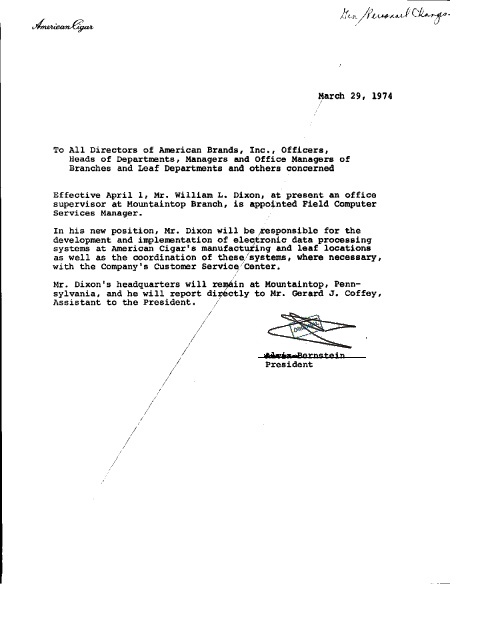 American Cigar
Gen/Personnel Changes.
March 29, 1974
To All Directors of American Brands, Inc., Officers,
Heads of Departments, Managers and Office Managers of
Branches and Leaf Departments and others concerned
Effective April 1, Mr. William L. Dixon, at present an office
supervisor at Mountaintop Branch, is appointed Field Computer
Services Manager.
In his new position, Mr. Dixon will be responsible for the
development and implementation of electronic data processing
systems at American Cigar's manufacturing and leaf locations
as well as the coordination of these systems, where necessary,
with the Company's Customer Service Center.
Mr. Dixon's headquarters will remain at Mountaintop, Penn-
sylvania, and he will report directly to Mr. Gerard J. Coffey,
Assistant to the President.
Bernstein
President